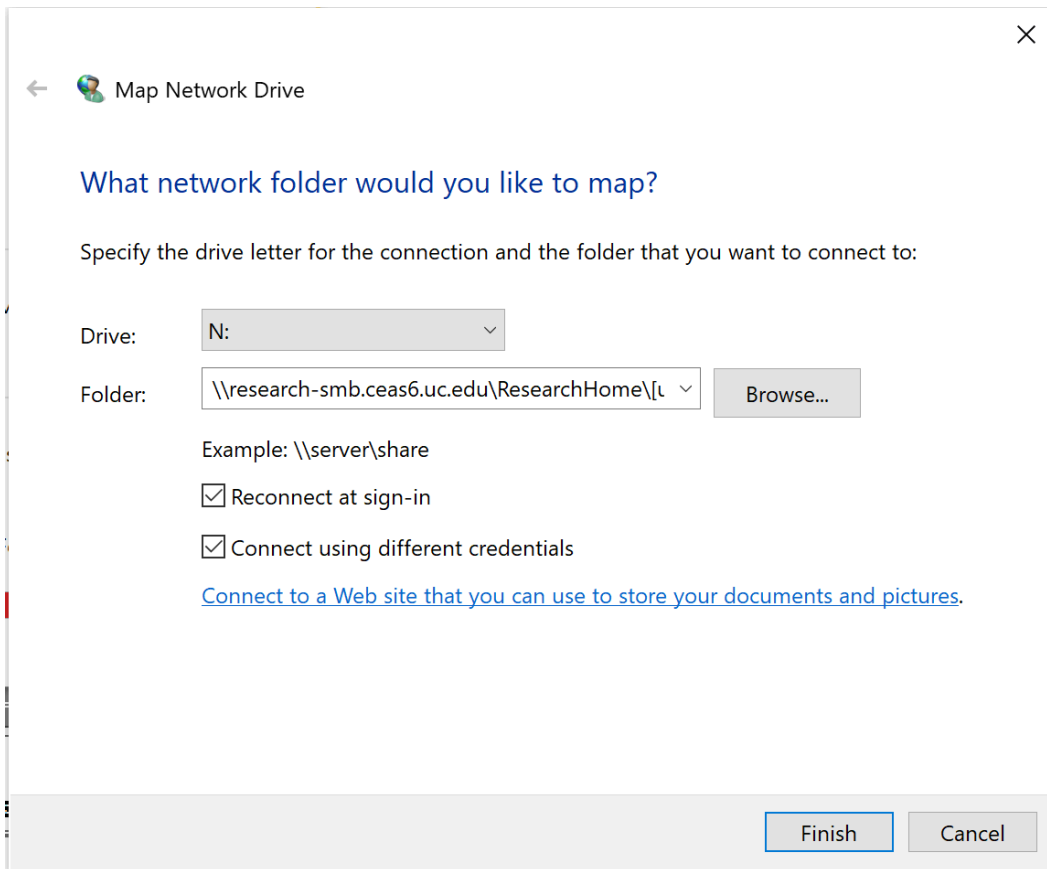 Map Network Drive
What network folder would you like to map?
Specify the drive letter for the connection and the folder that you want to connect to:
Drive: N:
Folder: \\research-smb.ceas6.uc.edu\ResearchHome\[u Browse...
Example: \\server\share
Reconnect at sign-in
Connect using different credentials
Connect to a Web site that you can use to store your documents and pictures.
Finish Cancel